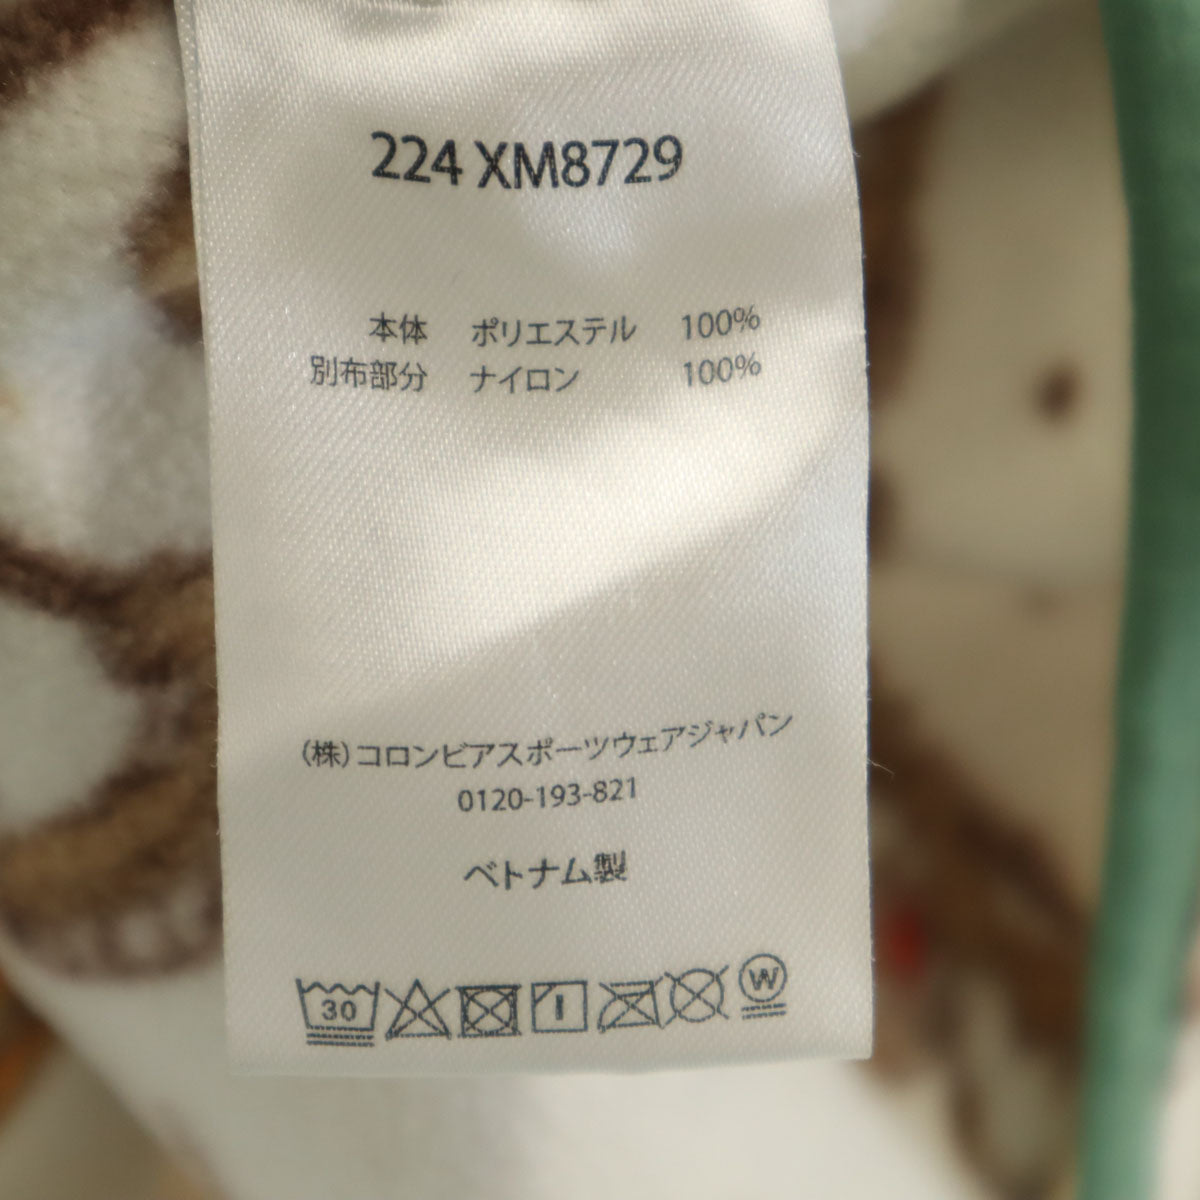 224 XM8729
本体 ポリエステル 100%
別布部分 ナイロン 100%
(株)コロンビアスポーツウェアジャパン
0120-193-821
ベトナム製
30 W